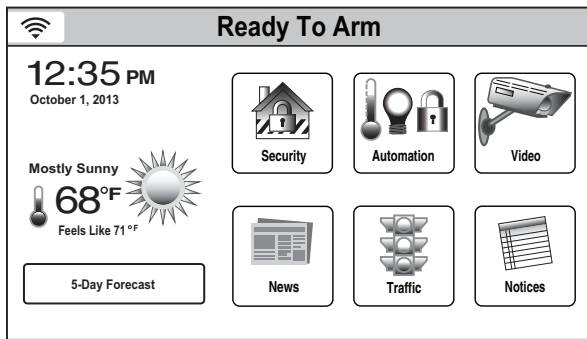 Ready To Arm
12:35 PM
October 1, 2013
Mostly Sunny
68°F
Feels Like 71°F
5-Day Forecast
Security
Automation
Video
News
Traffic
Notices